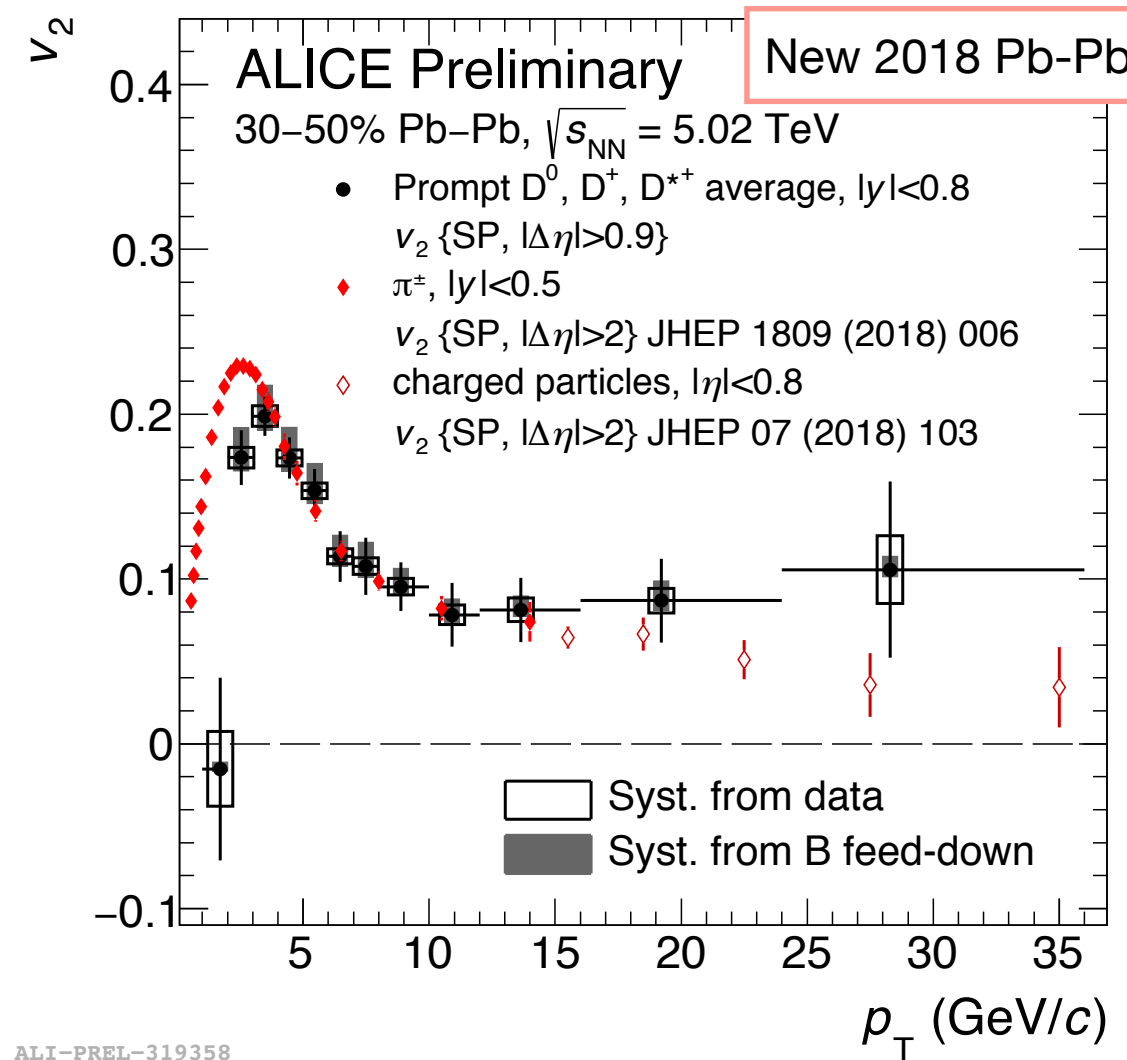 v2
ALICE Preliminary
New 2018 Pb-Pb
30–50% Pb–Pb, √sNN = 5.02 TeV
Prompt D⁰, D⁺, D*⁺ average, |y|<0.8
v2 {SP, |Δη|>0.9}
π±, |y|<0.5
v2 {SP, |Δη|>2} JHEP 1809 (2018) 006
charged particles, |η|<0.8
v2 {SP, |Δη|>2} JHEP 07 (2018) 103
0.4
0.3
0.2
0.1
0
−0.1
Syst. from data
Syst. from B feed-down
5 10 15 20 25 30 35
pT (GeV/c)
ALI−PREL−319358